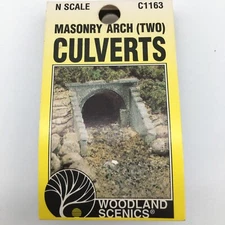 N SCALE C1163
MASONRY ARCH (TWO)
CULVERTS
WOODLAND
SCENICS®